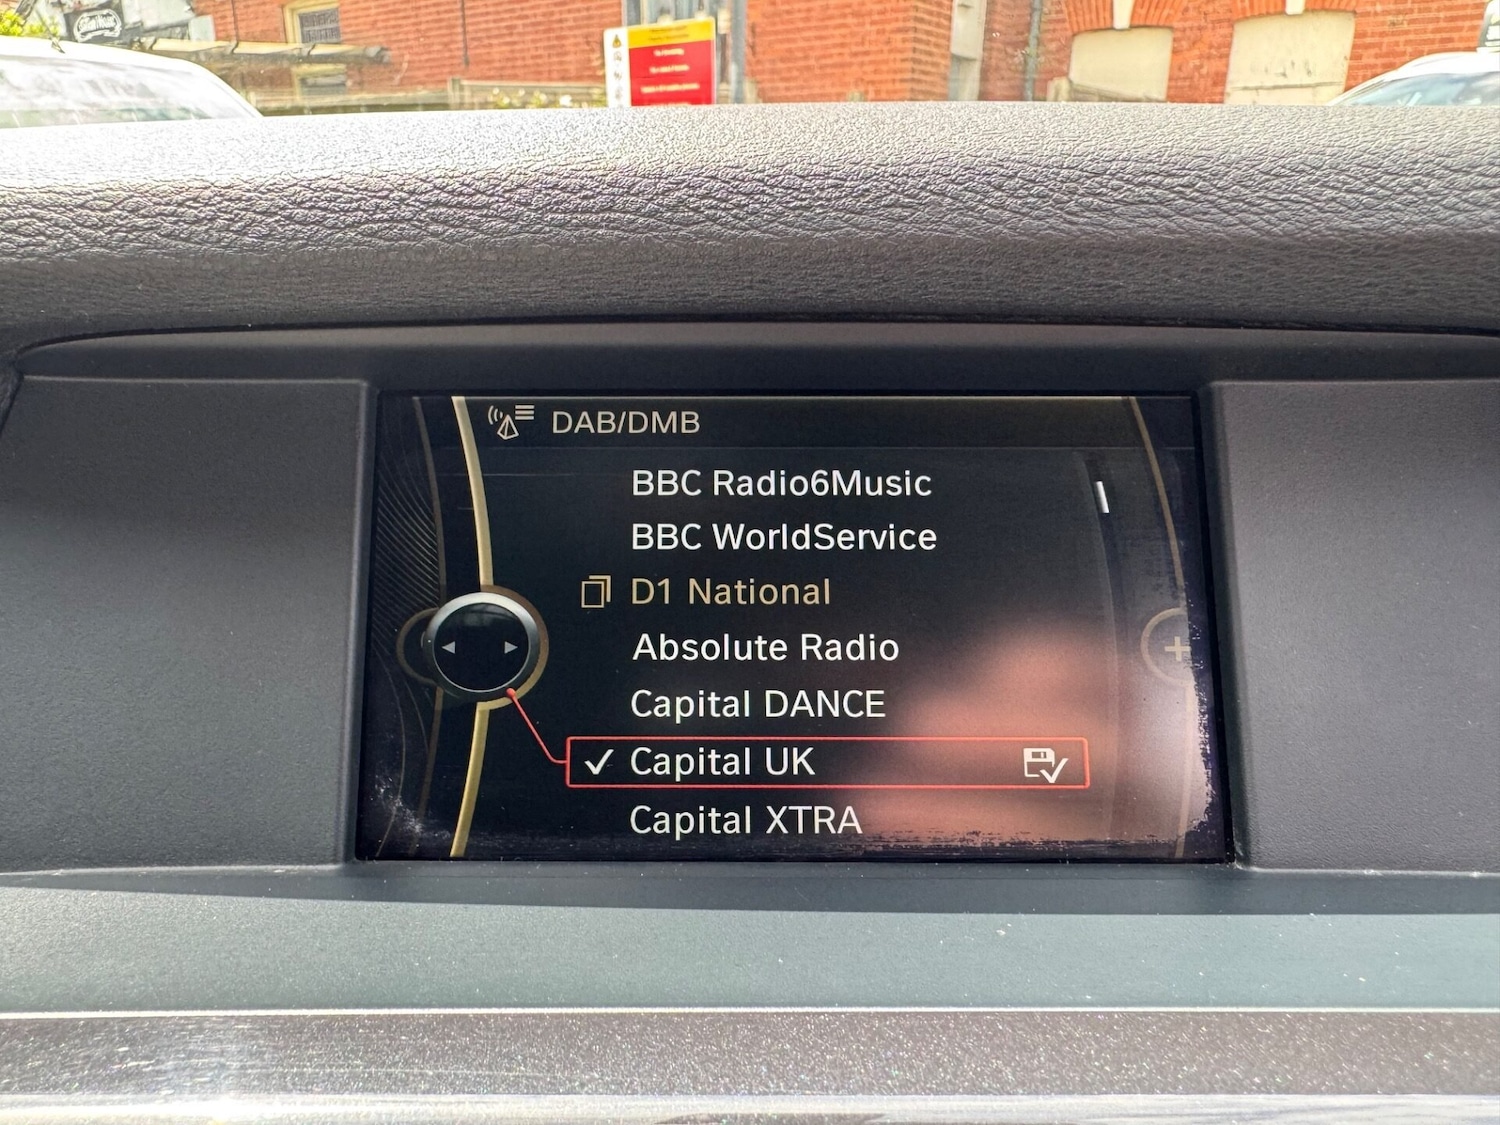 DAB/DMB
BBC Radio6Music
BBC WorldService
D1 National
Absolute Radio
Capital DANCE
Capital UK
Capital XTRA